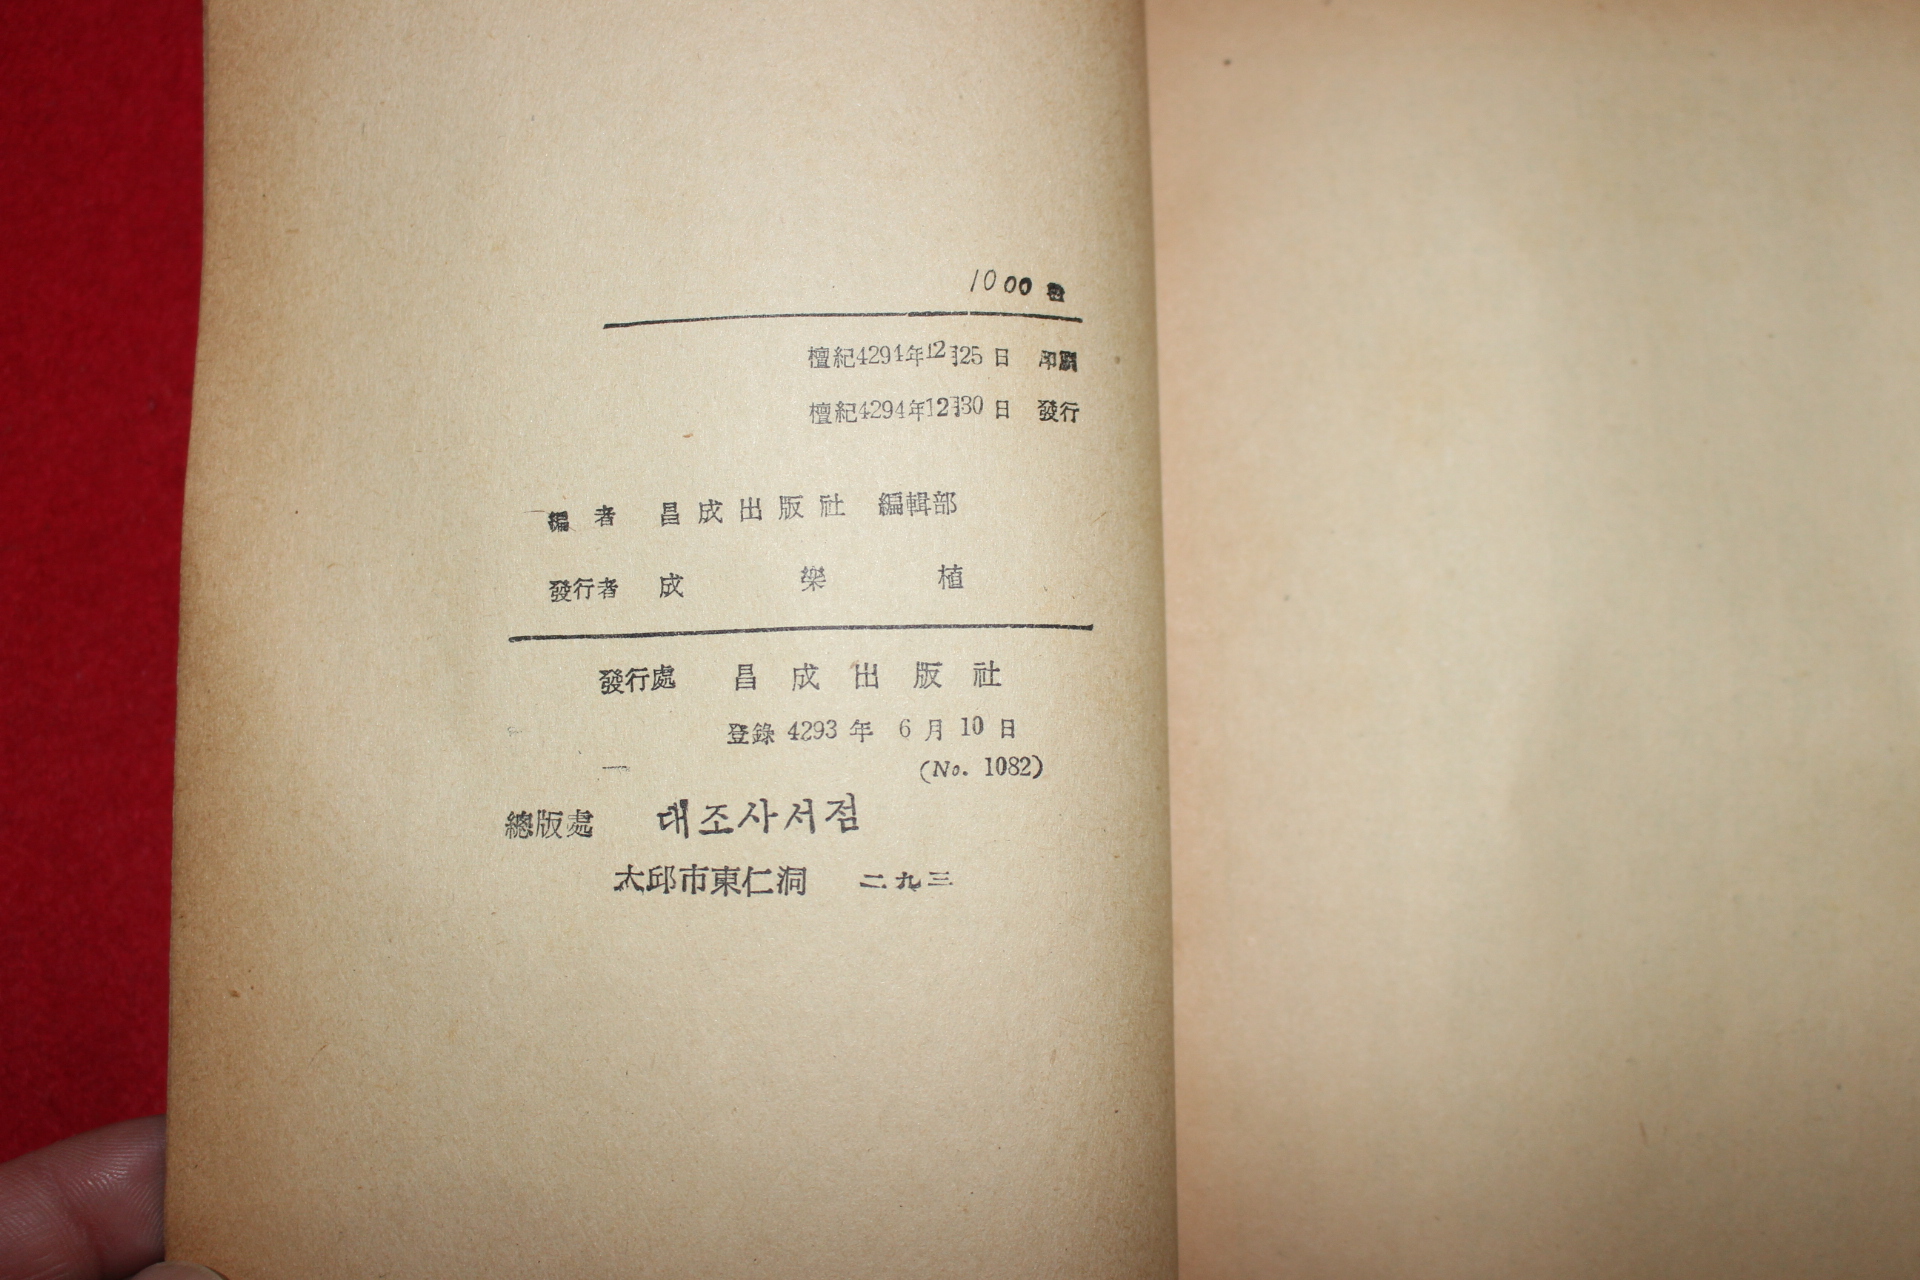 1000
檀紀4294年12月25日 印刷
檀紀4294年12月30日 發行
編者 昌成出版社 編輯部
發行者 成樂植
發行處 昌成出版社
登錄 4293年 6月 10日
(No. 1082)
總版處 대조사서점
大邱市東仁洞 二九三